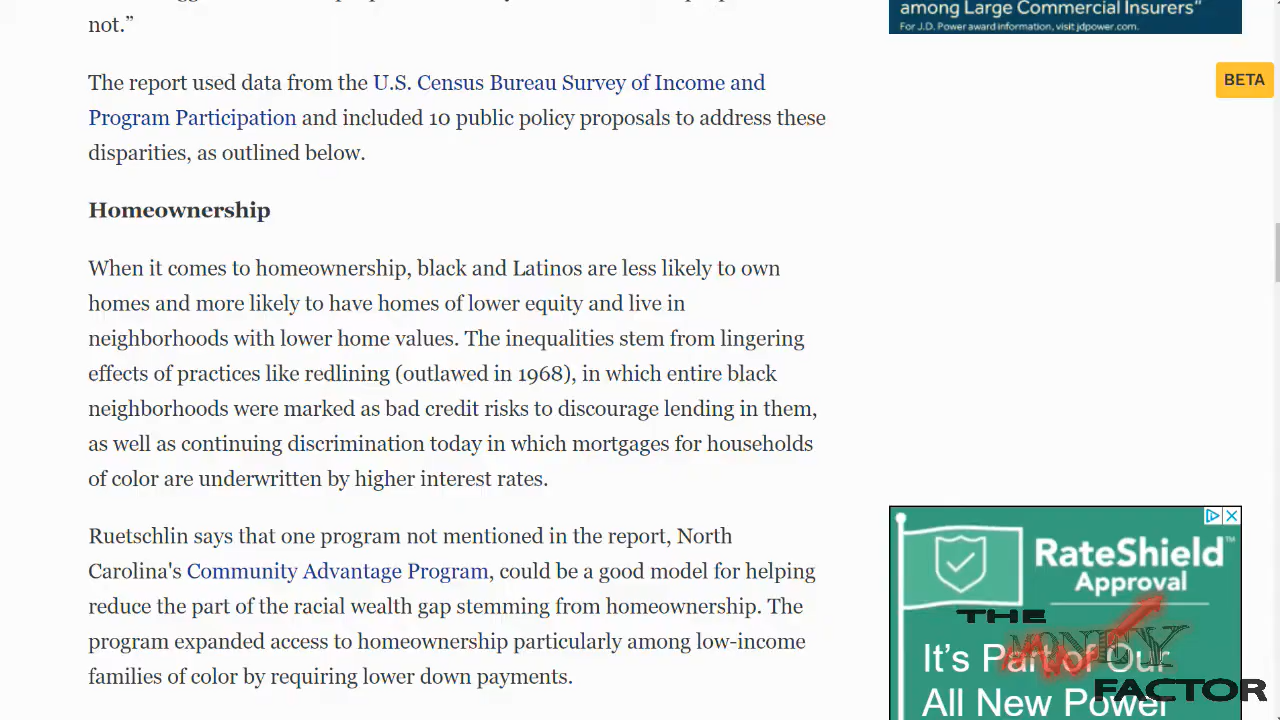 among Large Commercial Insurers“
For J.D. Power award information, visit jdpower.com.
not.”
BETA
The report used data from the U.S. Census Bureau Survey of Income and
Program Participation and included 10 public policy proposals to address these
disparities, as outlined below.
Homeownership
When it comes to homeownership, black and Latinos are less likely to own
homes and more likely to have homes of lower equity and live in
neighborhoods with lower home values. The inequalities stem from lingering
effects of practices like redlining (outlawed in 1968), in which entire black
neighborhoods were marked as bad credit risks to discourage lending in them,
as well as continuing discrimination today in which mortgages for households
of color are underwritten by higher interest rates.
Ruetschlin says that one program not mentioned in the report, North
Carolina's Community Advantage Program, could be a good model for helping
reduce the part of the racial wealth gap stemming from homeownership. The
program expanded access to homeownership particularly among low-income
families of color by requiring lower down payments.
RateShield™
Approval
It’s Part of Our
All New Power
THE
MONEY
FACTOR